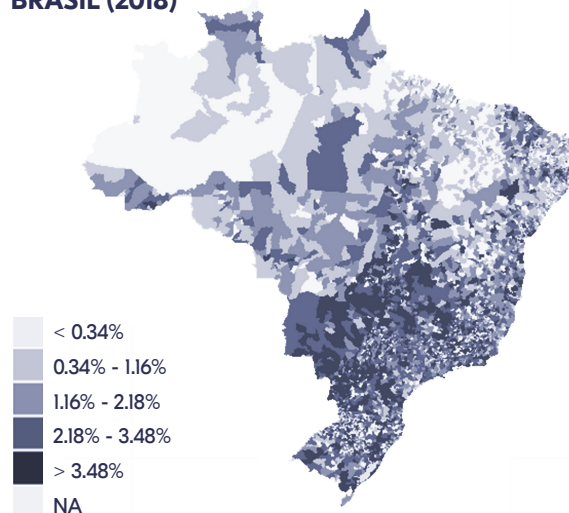 BRASIL (2018)
< 0.34%
0.34% - 1.16%
1.16% - 2.18%
2.18% - 3.48%
> 3.48%
NA